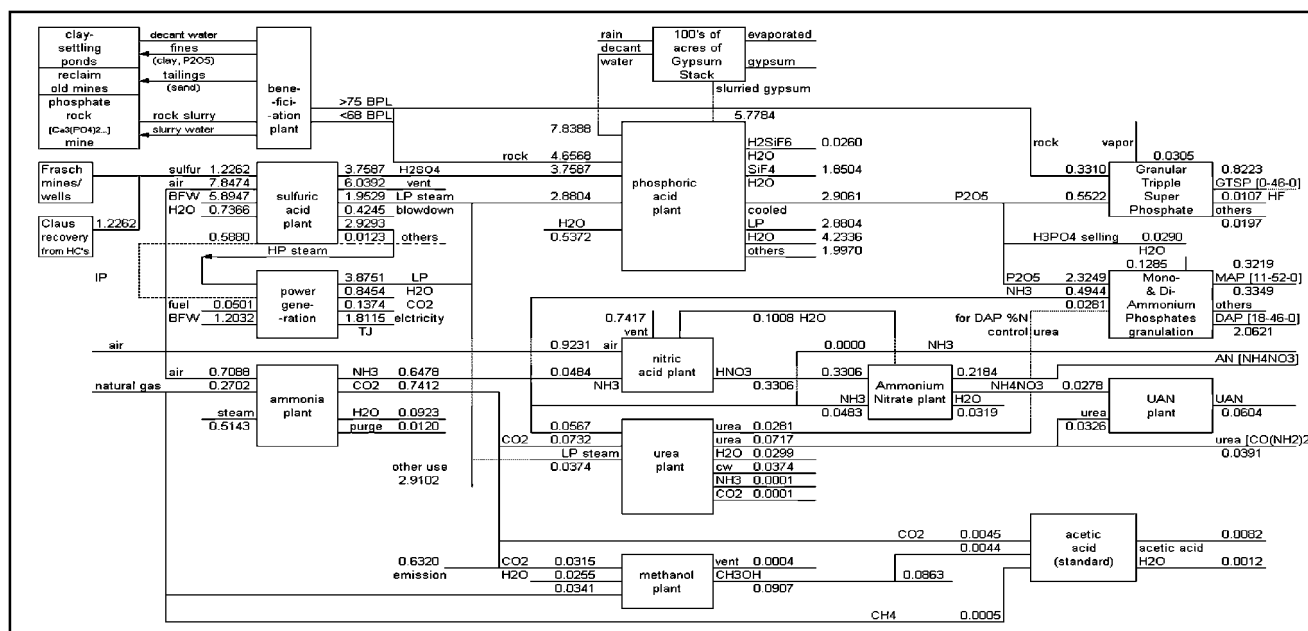 clay-
settling
ponds
reclaim
old mines
phosphate
rock
[Ca3(PO4)2...]
mine
decant water
fines
(clay, P2O5)
tailings
(sand)
rock slurry
slurry water
bene-
fici-
ation
plant
>75 BPL
<68 BPL
rain
decant
water
100's of
acres of
Gypsum
Stack
evaporated
gypsum
slurried gypsum
5.7784
7.8388
rock 4.6568
3.7587
2.8804
H2O
0.5372
phosphoric
acid
plant
H2SiF6 0.0260
H2O
SiF4 1.8504
H2O
2.9061
cooled
LP 2.8804
H2O 4.2336
others 1.9970
P2O5
rock
vapor
0.0305
0.3310
0.5522
Granular
Tripple
Super
Phosphate
0.8223
GTSP [0-46-0]
0.0107 HF
others
0.0197
H3PO4 selling 0.0290
H2O
0.1285
P2O5 2.3249
NH3 0.4944
0.0281
Mono-
& Di-
Ammonium
Phosphates
granulation
0.3219
MAP [11-52-0]
0.3349
others
DAP [18-46-0]
2.0621
for DAP %N
control urea
Frasch
mines/
wells
Claus
recovery
from HC's
1.2262
sulfur 1.2262
air 7.8474
BFW 5.8947
H2O 0.7366
0.5880
sulfuric
acid
plant
3.7587 H2SO4
6.0392 vent
1.9529 LP steam
0.4245 blowdown
2.9293
0.0123 others
HP steam
IP
fuel 0.0501
BFW 1.2032
power
gene-
ration
3.8751 LP
0.8454 H2O
0.1374 CO2
1.8115 elctricity
TJ
air
0.9231 air
0.7417
vent
0.1008 H2O
nitric
acid plant
0.0484
NH3
HNO3
0.3306
0.3306
0.0000 NH3
NH3
0.0483
Ammonium
Nitrate plant
0.2184
NH4NO3
H2O
0.0319
AN [NH4NO3]
0.0278
urea
0.0326
UAN
plant
UAN
0.0604
urea [CO(NH2)2
0.0391
natural gas
air 0.7088
0.2702
steam
0.5143
ammonia
plant
NH3 0.6478
CO2 0.7412
H2O 0.0923
purge 0.0120
other use
2.9102
0.0567
CO2 0.0732
LP steam
0.0374
urea
plant
urea 0.0281
urea 0.0717
H2O 0.0299
cw 0.0374
NH3 0.0001
CO2 0.0001
0.6320
emission
CO2 0.0315
H2O 0.0255
0.0341
methanol
plant
vent 0.0004
CH3OH
0.0907
0.0863
CO2 0.0045
0.0044
CH4 0.0005
acetic
acid
(standard)
0.0082
acetic acid
H2O 0.0012